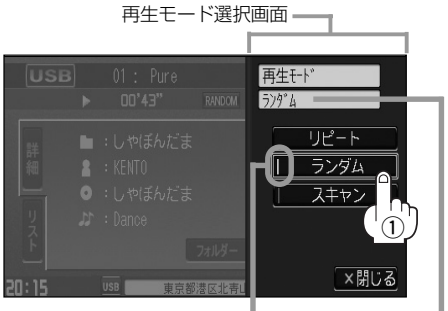 再生モード選択画面
USB 01 : Pure
00'43" RANDOM
再生ﾓｰﾄﾞ
ﾗﾝﾀﾞﾑ
詳細
リスト
：しゃぼんだま
：KENTO
：しゃぼんだま
：Dance
フォルダー
リピート
ランダム
スキャン
①
×閉じる
20:15 USB 東京都港区北青山